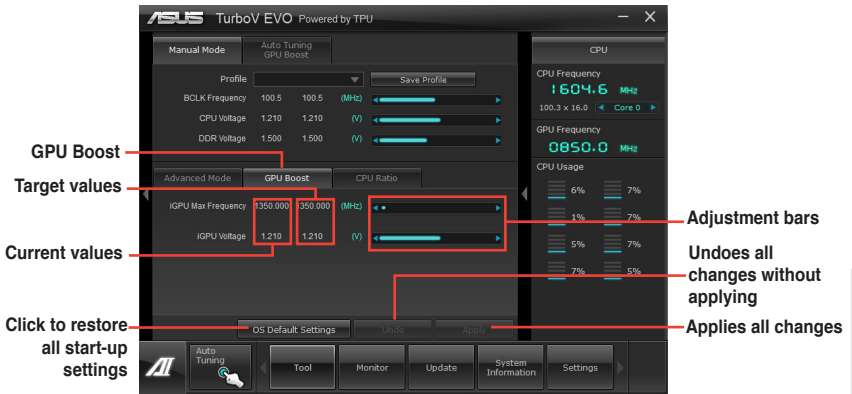 ASUS TurboV EVO Powered by TPU
Manual Mode
Auto Tuning
GPU Boost
Profile
Save Profile
BCLK Frequency 100.5 100.5 (MHz)
CPU Voltage 1.210 1.210 (V)
DDR Voltage 1.500 1.500 (V)
Advanced Mode GPU Boost CPU Ratio
iGPU Max Frequency 1350.000 1350.000 (MHz)
iGPU Voltage 1.210 1.210 (V)
OS Default Settings Undo Apply
CPU
CPU Frequency
1604.6 MHz
100.3 x 16.0 Core 0
GPU Frequency
0850.0 MHz
CPU Usage
6% 7%
1% 7%
5% 7%
7% 5%
AI
Auto
Tuning
Tool
Monitor
Update
System
Information
Settings
GPU Boost
Target values
Current values
Click to restore
all start-up
settings
Adjustment bars
Undoes all
changes without
applying
Applies all changes